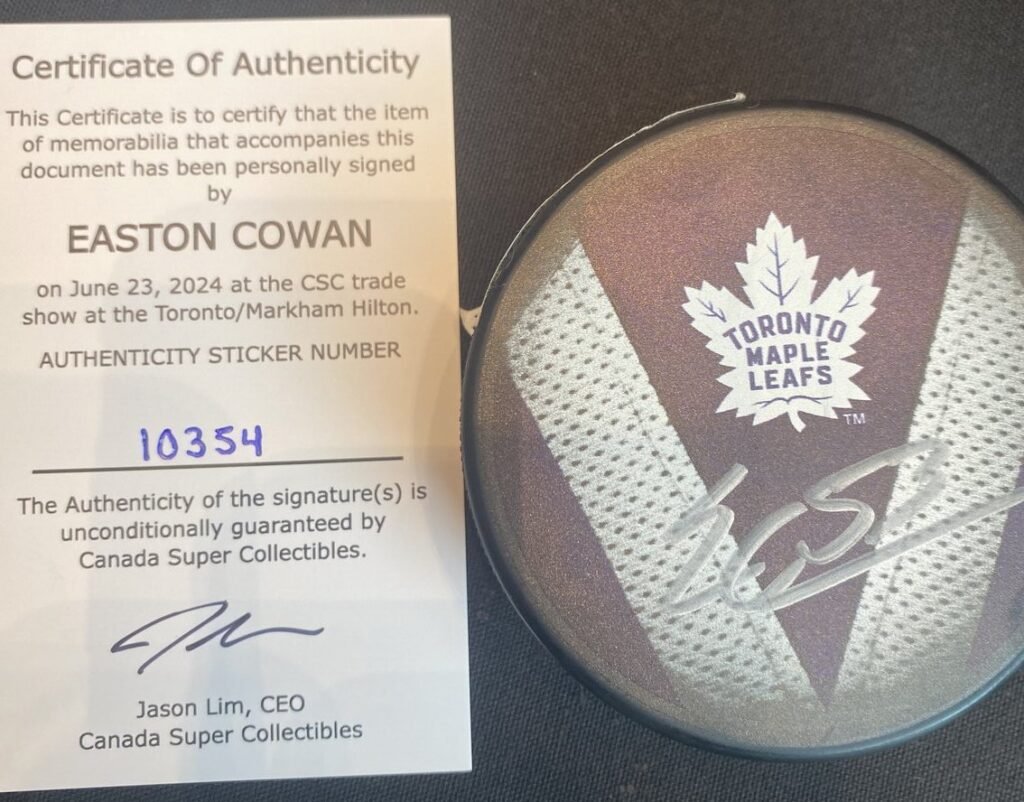 Certificate Of Authenticity
This Certificate is to certify that the item
of memorabilia that accompanies this
document has been personally signed
by
EASTON COWAN
on June 23, 2024 at the CSC trade
show at the Toronto/Markham Hilton.
AUTHENTICITY STICKER NUMBER
10354
The Authenticity of the signature(s) is
unconditionally guaranteed by
Canada Super Collectibles.
Jason Lim, CEO
Canada Super Collectibles
TORONTO
MAPLE
LEAFS
TM